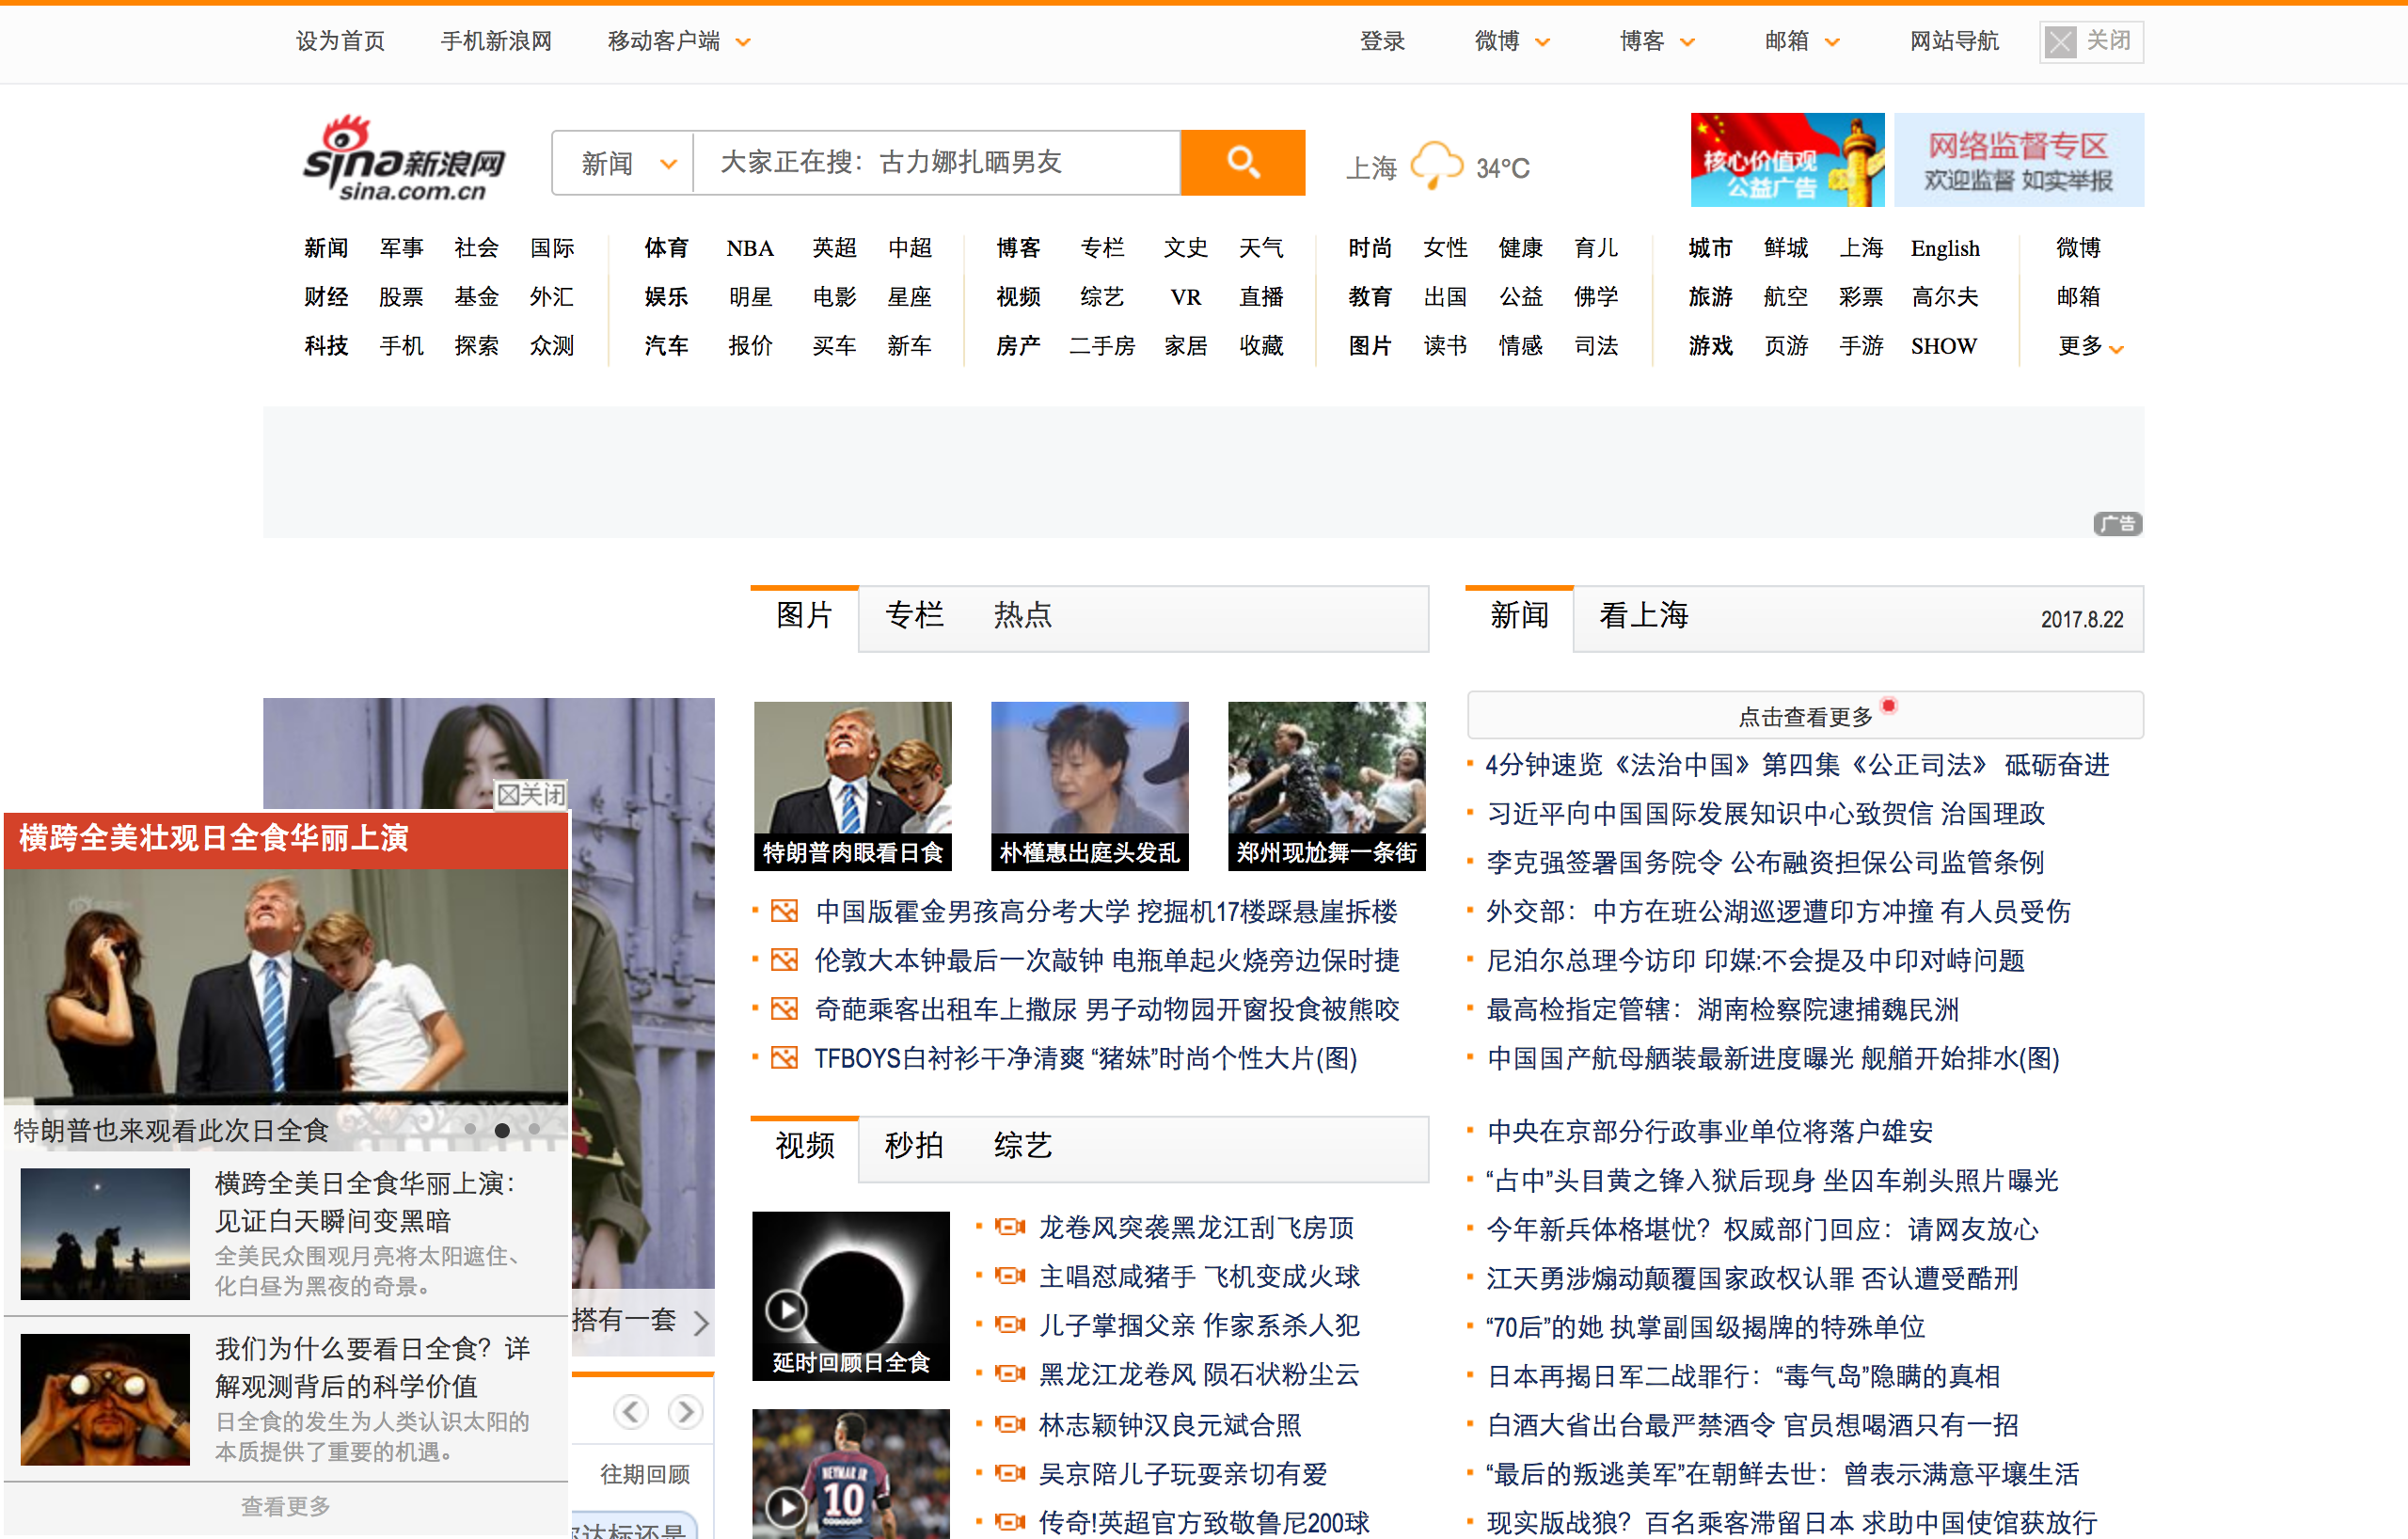 设为首页 手机新浪网 移动客户端 登录 微博 博客 邮箱 网站导航 关闭
sina新浪网
sina.com.cn
新闻 大家正在搜：古力娜扎晒男友
上海 34°C
核心价值观
公益广告
网络监督专区
欢迎监督 如实举报
新闻 军事 社会 国际 体育 NBA 英超 中超 博客 专栏 文史 天气 时尚 女性 健康 育儿 城市 鲜城 上海 English 微博
财经 股票 基金 外汇 娱乐 明星 电影 星座 视频 综艺 VR 直播 教育 出国 公益 佛学 旅游 航空 彩票 高尔夫 邮箱
科技 手机 探索 众测 汽车 报价 买车 新车 房产 二手房 家居 收藏 图片 读书 情感 司法 游戏 页游 手游 SHOW 更多
广告
关闭
横跨全美壮观日全食华丽上演
特朗普也来观看此次日全食
横跨全美日全食华丽上演：
见证白天瞬间变黑暗
全美民众围观月亮将太阳遮住、
化白昼为黑夜的奇景。
我们为什么要看日全食？详
解观测背后的科学价值
日全食的发生为人类认识太阳的
本质提供了重要的机遇。
查看更多
搭有一套
往期回顾
达标还是
图片 专栏 热点
特朗普肉眼看日食
朴槿惠出庭头发乱
郑州现尬舞一条街
中国版霍金男孩高分考大学 挖掘机17楼踩悬崖拆楼
伦敦大本钟最后一次敲钟 电瓶单起火烧旁边保时捷
奇葩乘客出租车上撒尿 男子动物园开窗投食被熊咬
TFBOYS白衬衫干净清爽 “猪妹”时尚个性大片(图)
视频 秒拍 综艺
延时回顾日全食
NEYMAR JR
10
龙卷风突袭黑龙江刮飞房顶
主唱怼咸猪手 飞机变成火球
儿子掌掴父亲 作家系杀人犯
黑龙江龙卷风 陨石状粉尘云
林志颖钟汉良元斌合照
吴京陪儿子玩耍亲切有爱
传奇!英超官方致敬鲁尼200球
新闻 看上海 2017.8.22
点击查看更多
4分钟速览《法治中国》第四集《公正司法》 砥砺奋进
习近平向中国国际发展知识中心致贺信 治国理政
李克强签署国务院令 公布融资担保公司监管条例
外交部：中方在班公湖巡逻遭印方冲撞 有人员受伤
尼泊尔总理今访印 印媒:不会提及中印对峙问题
最高检指定管辖：湖南检察院逮捕魏民洲
中国国产航母舾装最新进度曝光 舰艏开始排水(图)
中央在京部分行政事业单位将落户雄安
“占中”头目黄之锋入狱后现身 坐囚车剃头照片曝光
今年新兵体格堪忧？权威部门回应：请网友放心
江天勇涉煽动颠覆国家政权认罪 否认遭受酷刑
“70后”的她 执掌副国级揭牌的特殊单位
日本再揭日军二战罪行：“毒气岛”隐瞒的真相
白酒大省出台最严禁酒令 官员想喝酒只有一招
“最后的叛逃美军”在朝鲜去世：曾表示满意平壤生活
现实版战狼？百名乘客滞留日本 求助中国使馆获放行